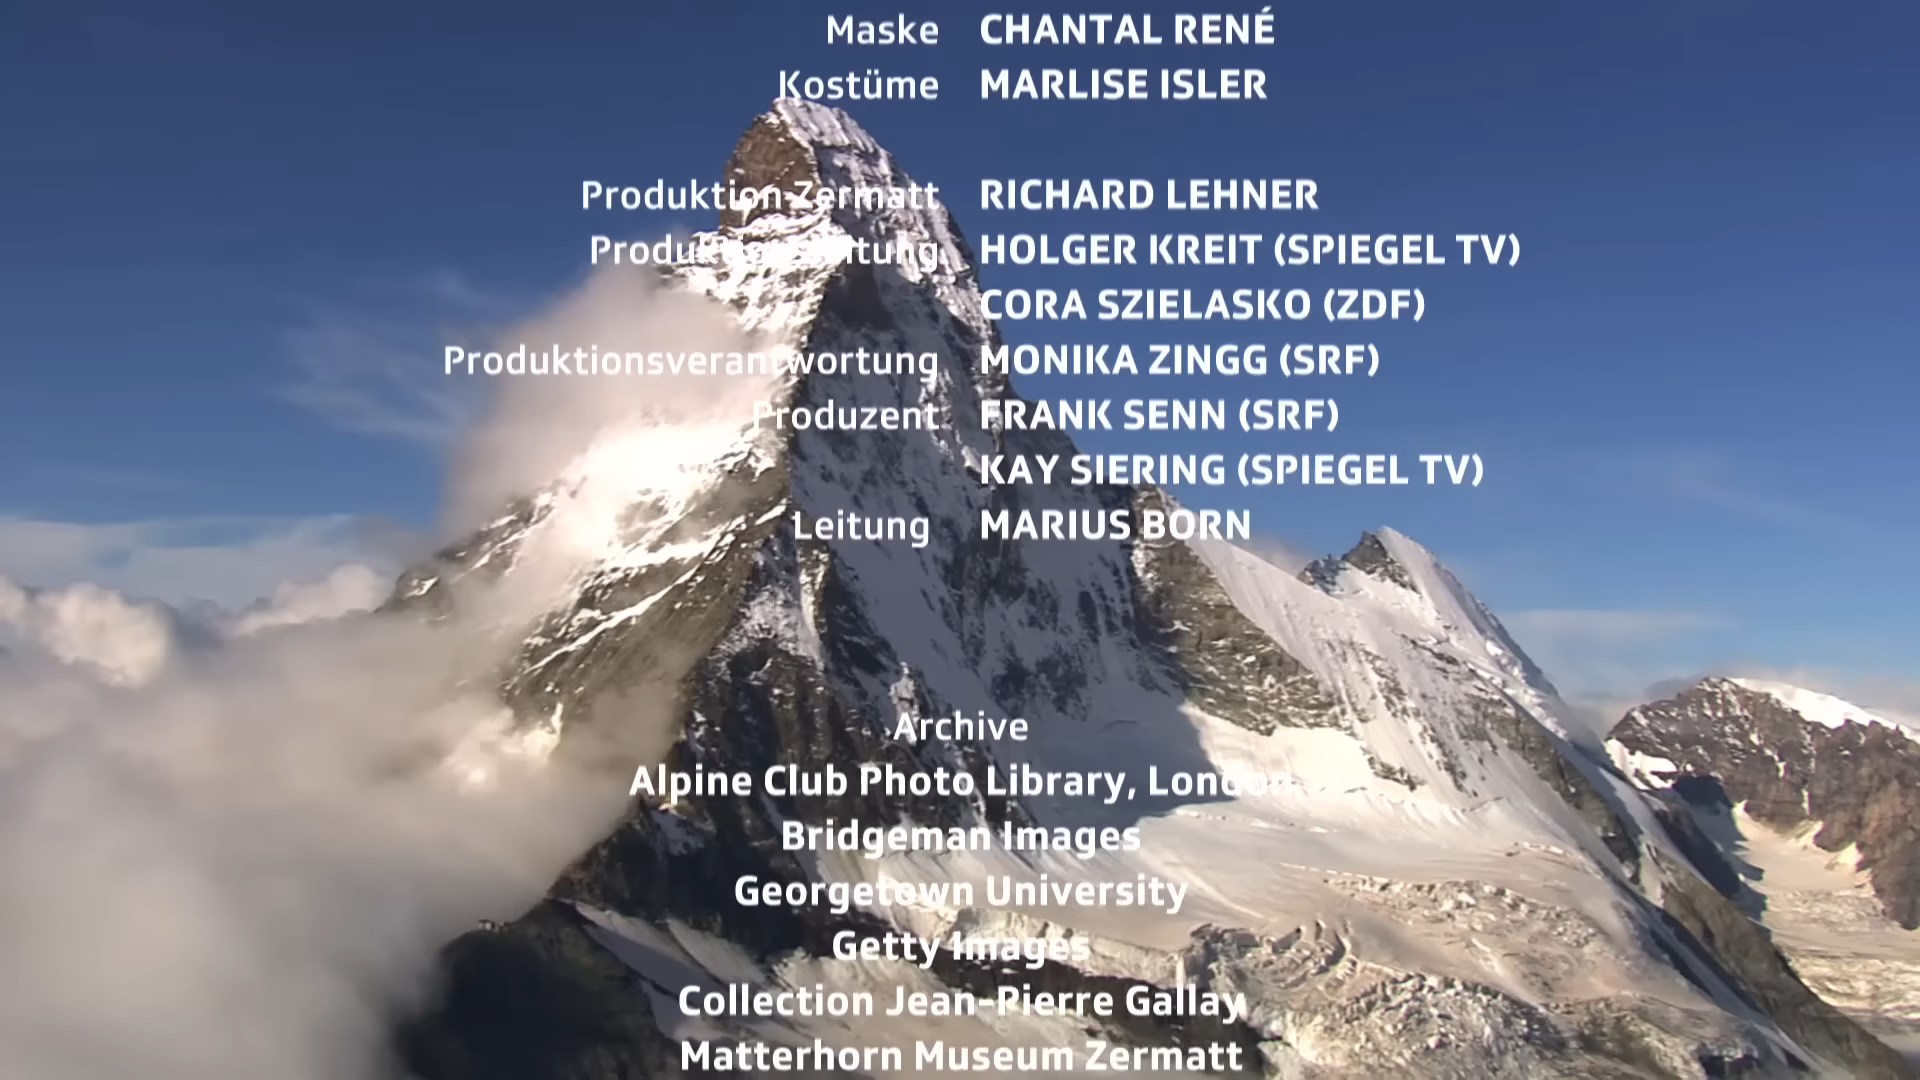 Maske CHANTAL RENÉ
Kostüme MARLISE ISLER
Produktion Zermatt RICHARD LEHNER
Produktionsleitung HOLGER KREIT (SPIEGEL TV)
CORA SZIELASKO (ZDF)
Produktionsverantwortung MONIKA ZINGG (SRF)
Produzent FRANK SENN (SRF)
KAY SIERING (SPIEGEL TV)
Leitung MARIUS BORN
Archive
Alpine Club Photo Library, London
Bridgeman Images
Georgetown University
Getty Images
Collection Jean-Pierre Gallay
Matterhorn Museum Zermatt